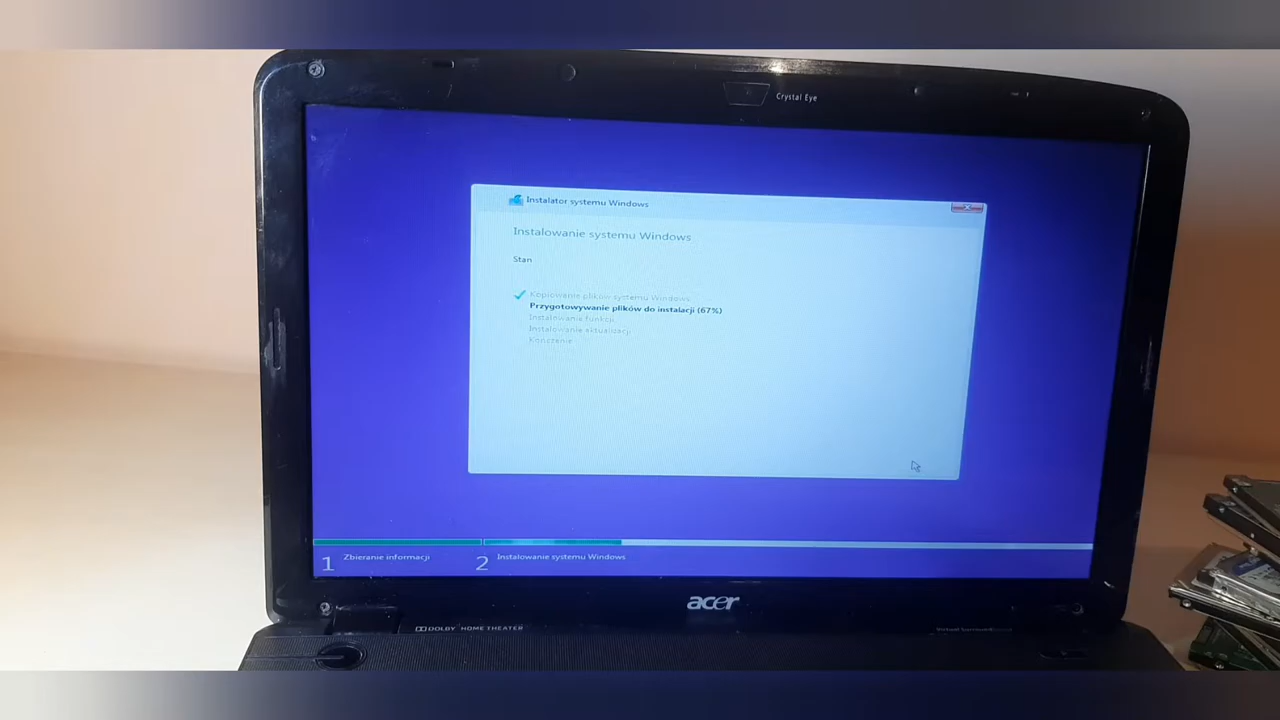 Crystal Eye
Instalator systemu Windows
Instalowanie systemu Windows
Stan
Kopiowanie plików systemu Windows
Przygotowywanie plików do instalacji (67%)
Instalowanie funkcji
Instalowanie aktualizacji
Kończenie
1 Zbieranie informacji
2 Instalowanie systemu Windows
acer
DOLBY HOME THEATER